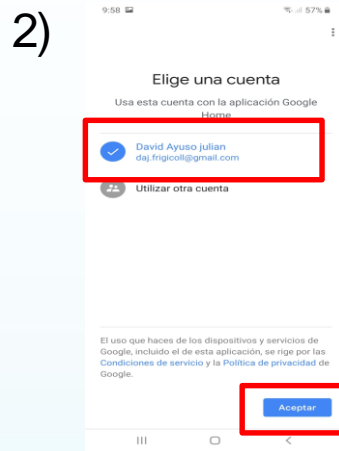 2)
9:58
57%
Elige una cuenta
Usa esta cuenta con la aplicación Google
Home
David Ayuso julian
daj.frigicoll@gmail.com
Utilizar otra cuenta
El uso que haces de los dispositivos y servicios de
Google, incluido el de esta aplicación, se rige por las
Condiciones de servicio y la Política de privacidad de
Google.
Aceptar